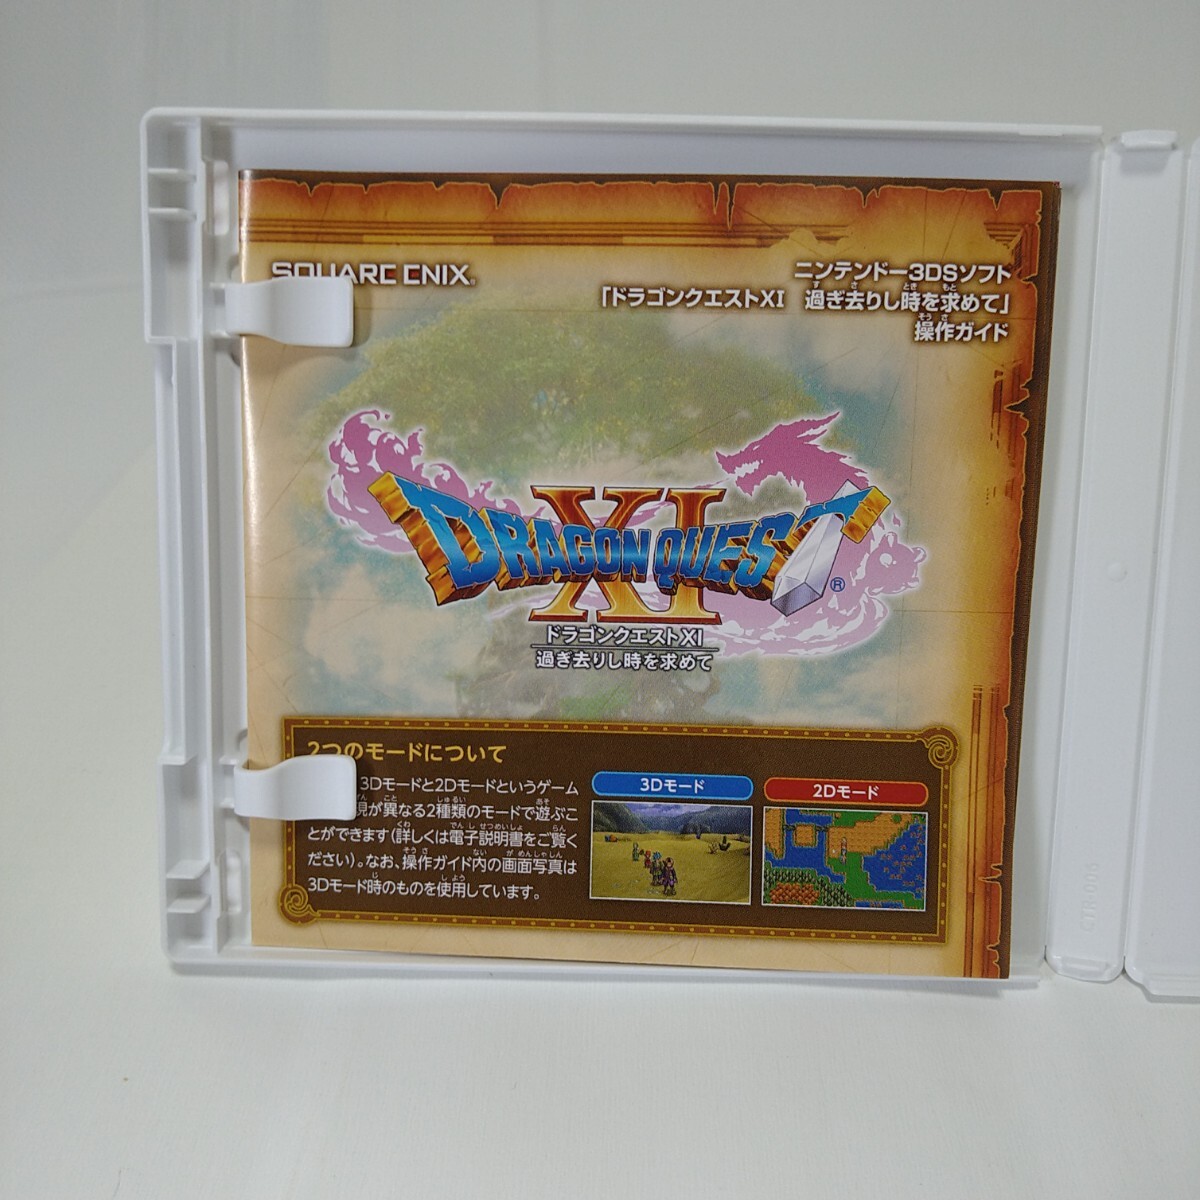 SQUARE ENIX
ニンテンドー3DSソフト
「ドラゴンクエストXI 過ぎ去りし時を求めて」
操作ガイド
DRAGON QUEST XI ®
ドラゴンクエストXI
過ぎ去りし時を求めて
2つのモードについて
3Dモードと2Dモードというゲーム
が異なる2種類のモードで遊ぶこ
とができます(詳しくは電子説明書をご覧く
ださい)。なお、操作ガイド内の画面写真は
3Dモード時のものを使用しています。
3Dモード
2Dモード